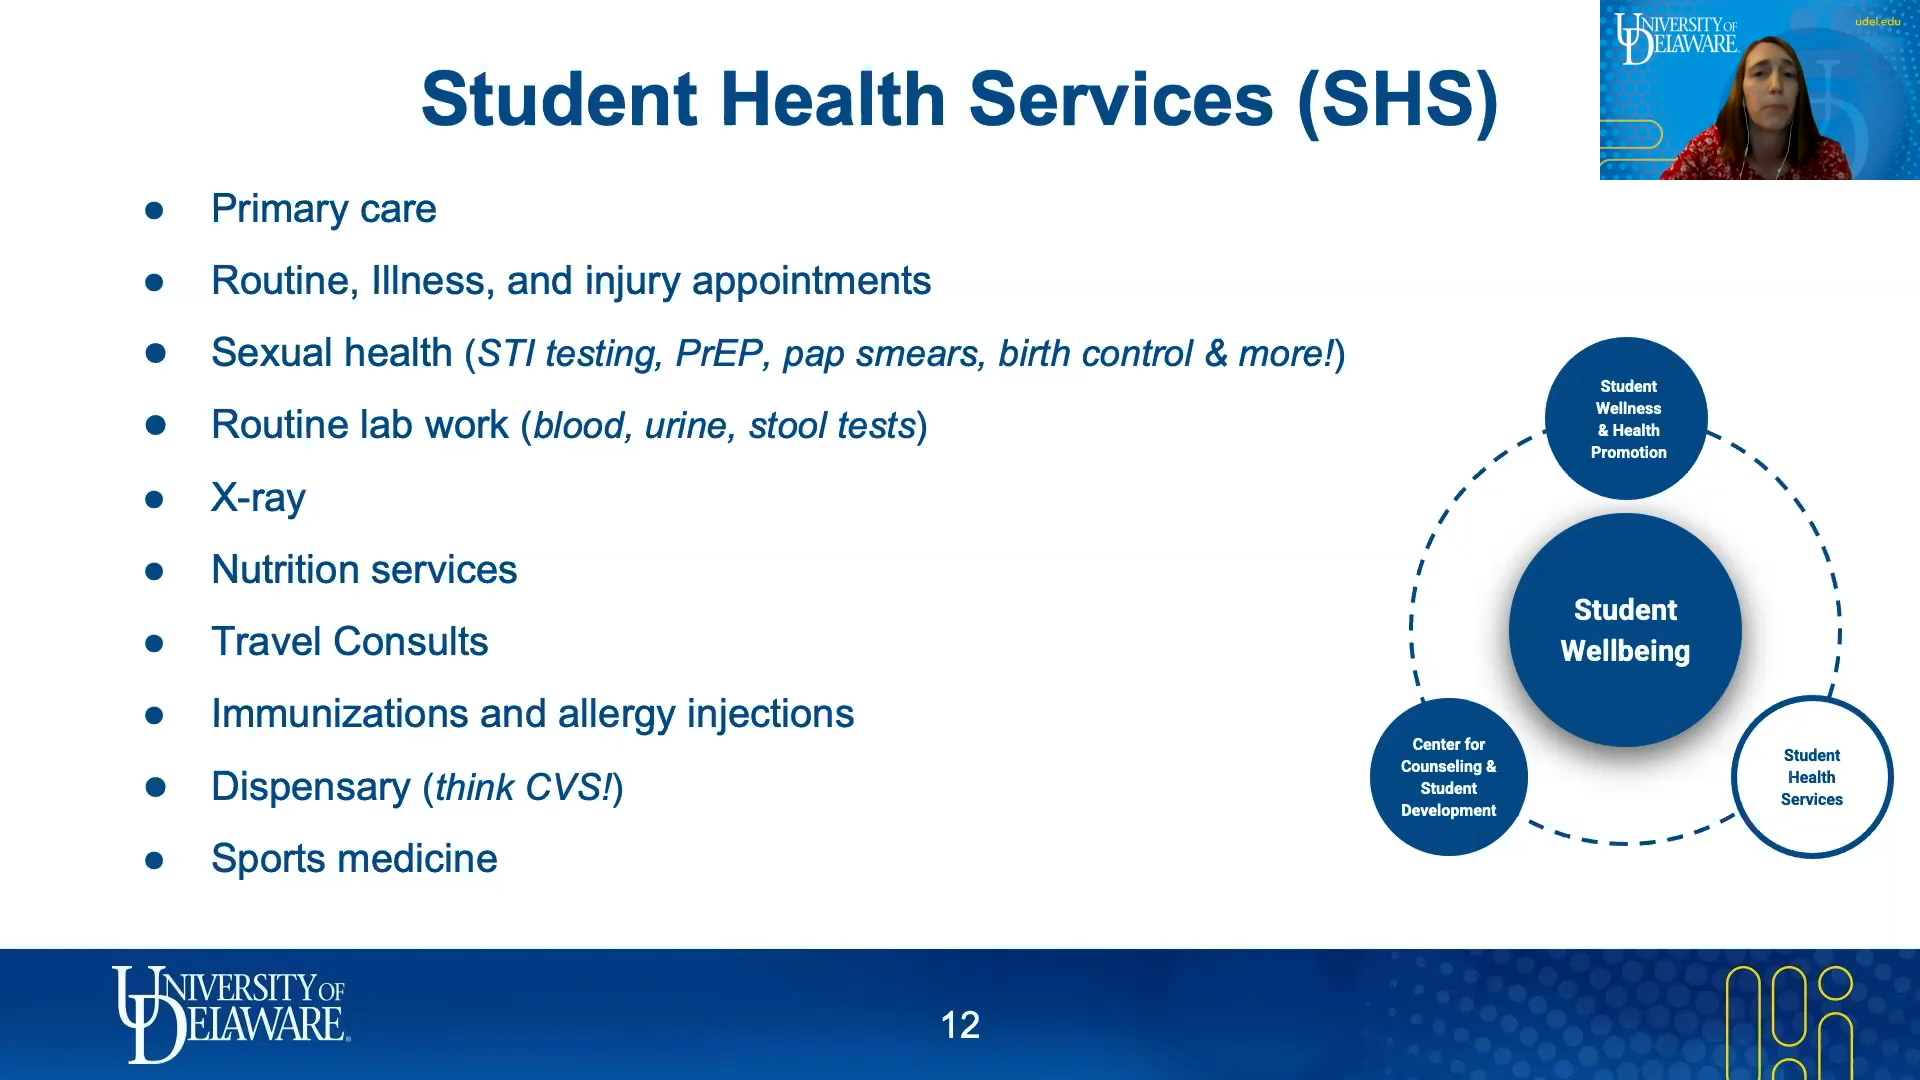 Student Health Services (SHS)
UNIVERSITY OF
DELAWARE
udel.edu
● Primary care
● Routine, Illness, and injury appointments
● Sexual health (STI testing, PrEP, pap smears, birth control & more!)
● Routine lab work (blood, urine, stool tests)
● X-ray
● Nutrition services
● Travel Consults
● Immunizations and allergy injections
● Dispensary (think CVS!)
● Sports medicine
Student
Wellness
& Health
Promotion
Student
Wellbeing
Center for
Counseling &
Student
Development
Student
Health
Services
UNIVERSITY OF
DELAWARE®
12